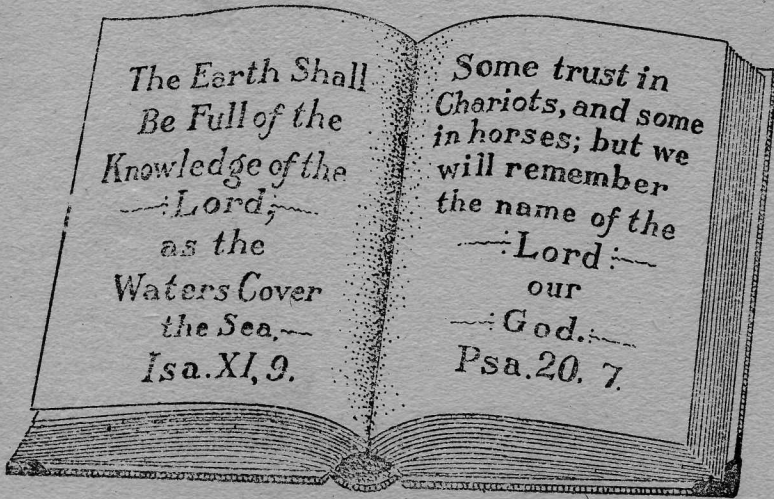 The Earth Shall
Be Full of the
Knowledge of the
Lord;
as the
Waters Cover
the Sea.
Isa. XI, 9.
Some trust in
Chariots, and some
in horses; but we
will remember
the name of the
Lord
our
God.
Psa. 20. 7.